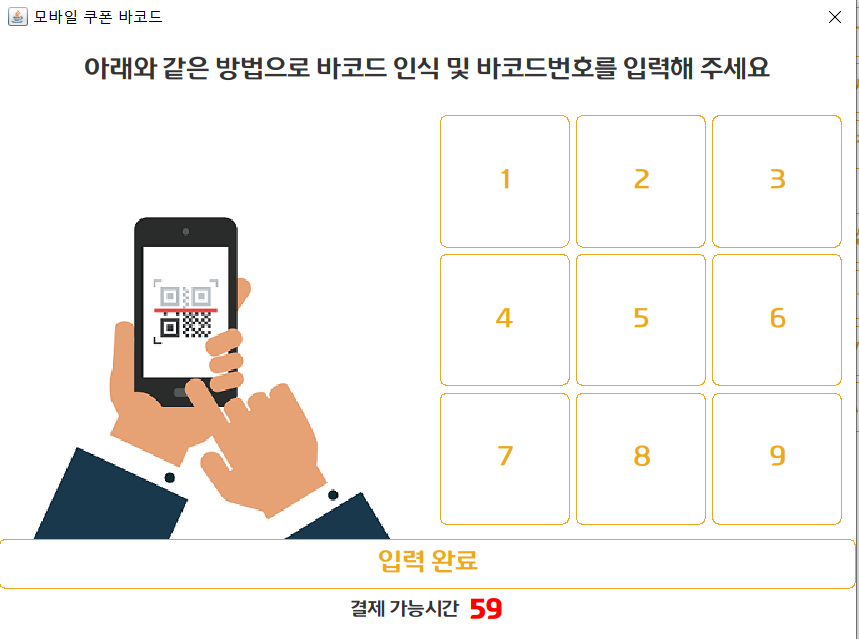 모바일 쿠폰 바코드
아래와 같은 방법으로 바코드 인식 및 바코드번호를 입력해 주세요
1 2 3
4 5 6
7 8 9
입력 완료
결제 가능시간 59